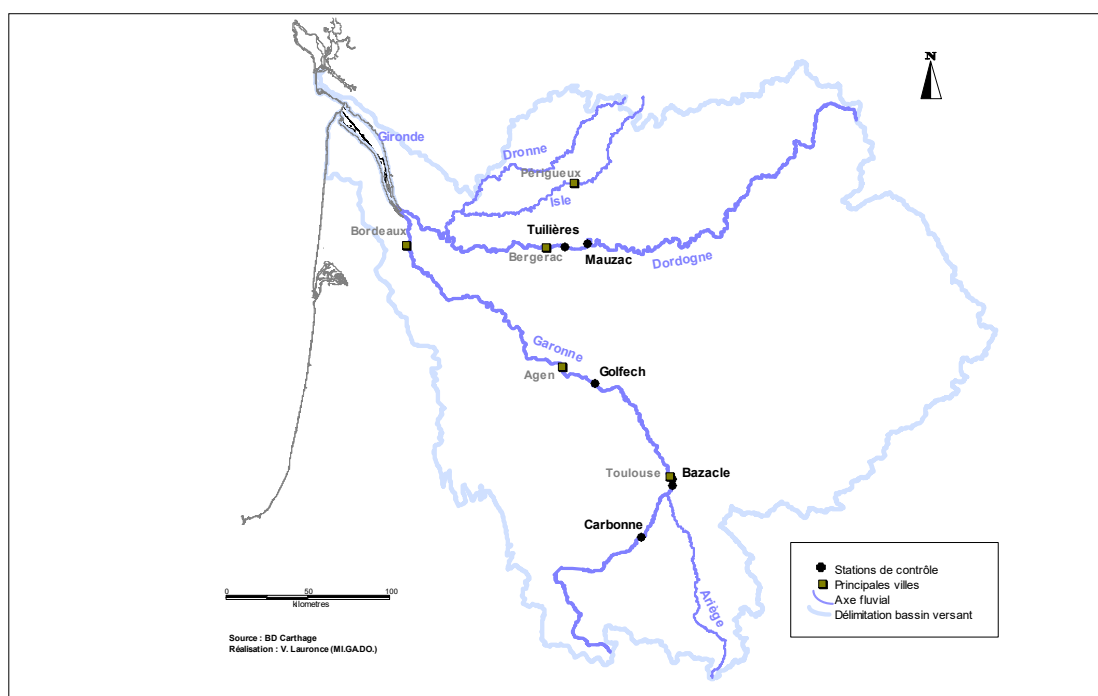 N
Gironde
Dronne
Périgueux
Isle
Bordeaux
Tuilières
Bergerac
Mauzac
Dordogne
Garonne
Agen
Golfech
Toulouse
Bazacle
Carbonne
Ariège
Stations de contrôle
Principales villes
Axe fluvial
Délimitation bassin versant
0 50 100
kilometres
Source : BD Carthage
Réalisation : V. Lauronce (MI.GA.DO.)